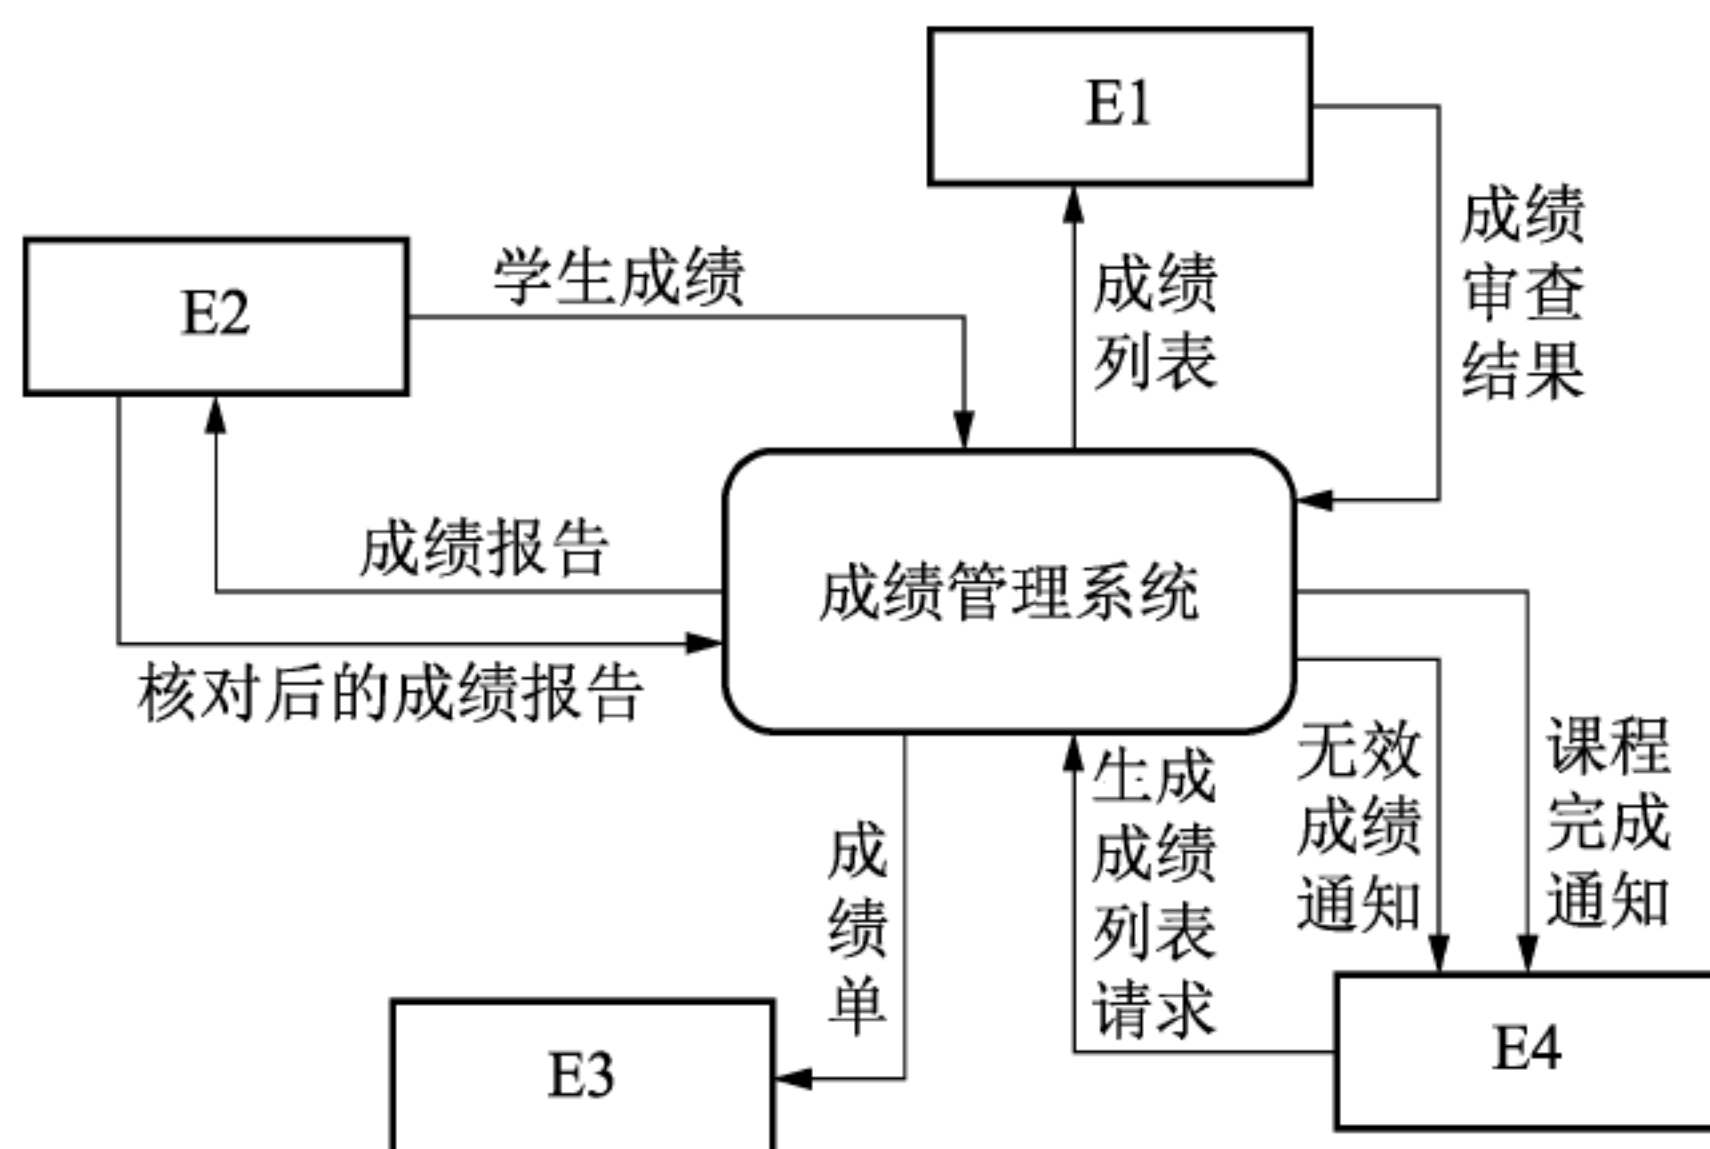 E1
成绩
审查
结果
E2
学生成绩
成绩
列表
成绩报告
成绩管理系统
核对后的成绩报告
成
绩
单
生成
成绩
列表
请求
无效
成绩
通知
课程
完成
通知
E3
E4